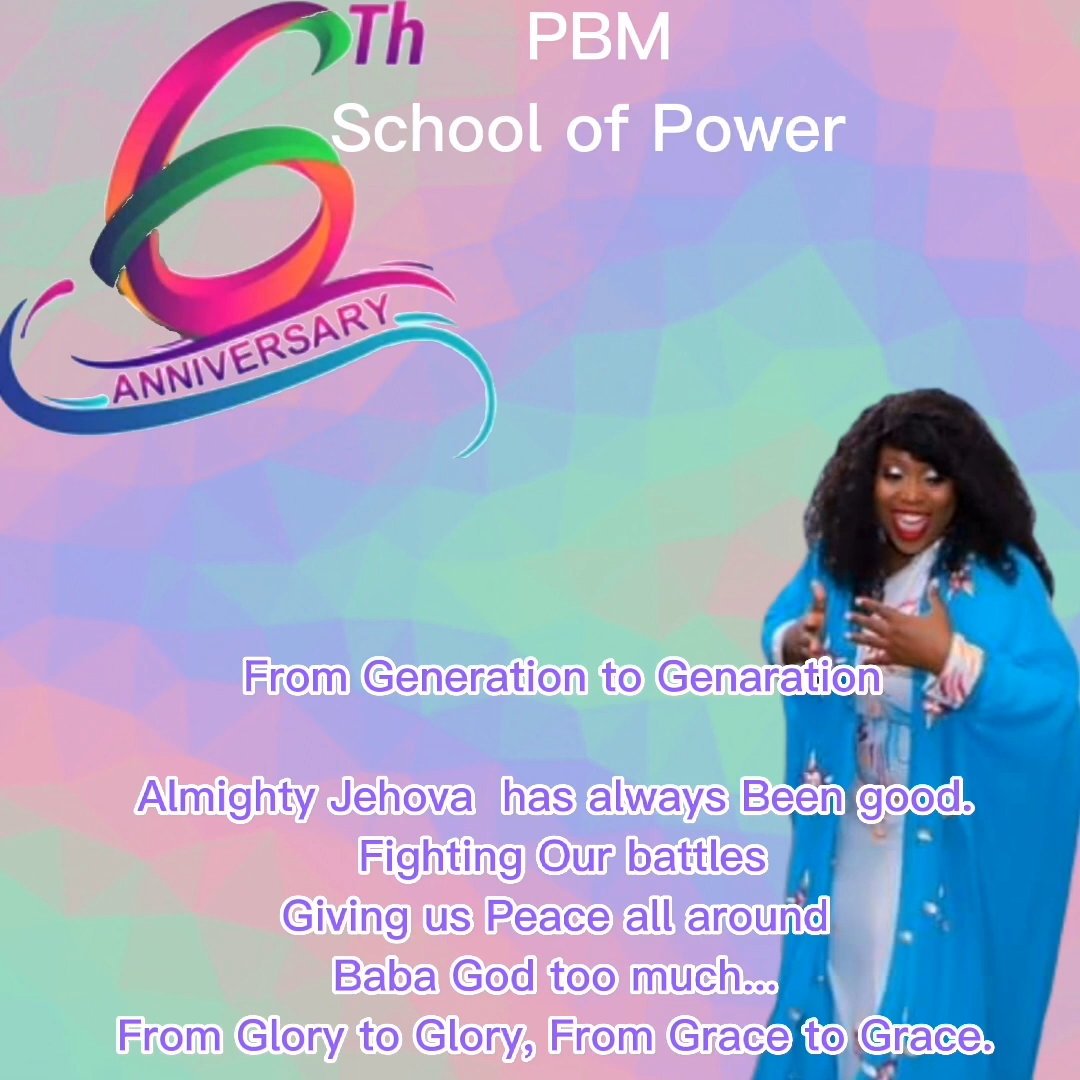 6Th
ANNIVERSARY
PBM
School of Power
From Generation to Genaration
Almighty Jehova has always Been good.
Fighting Our battles
Giving us Peace all around
Baba God too much...
From Glory to Glory, From Grace to Grace.